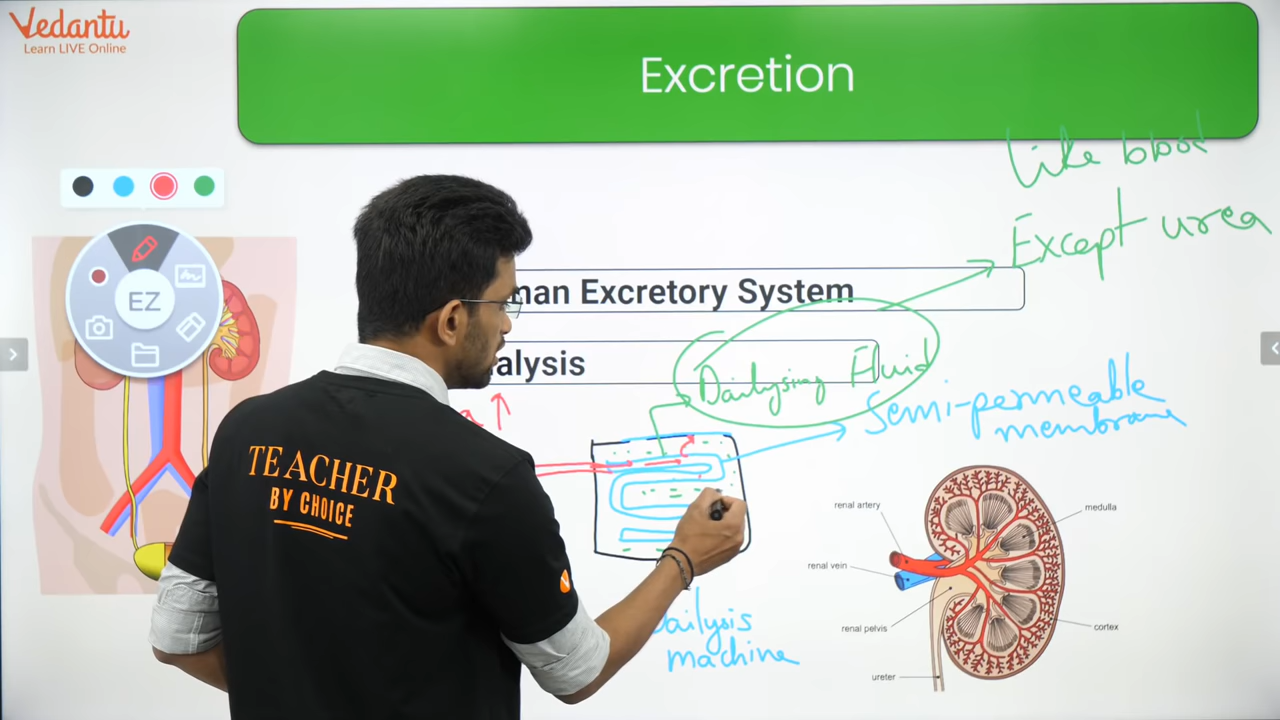 Vedantu
Learn LIVE Online
Excretion
Like blood
Except urea
EZ
man Excretory System
alysis
Dailysing Fluid
Semi-permeable
membrane
TEACHER
BY CHOICE
renal artery
medulla
renal vein
renal pelvis
cortex
ureter
Dailysis
machine